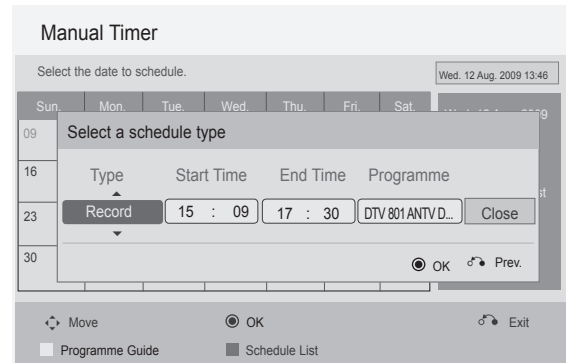 Manual Timer
Select the date to schedule.
Wed. 12 Aug. 2009 13:46
Sun. Mon. Tue. Wed. Thu. Fri. Sat.
09
Select a schedule type
16
Type Start Time End Time Programme
23
Record 15 : 09 17 : 30 DTV 801 ANTV D... Close
30
OK Prev.
Move OK Exit
Programme Guide Schedule List